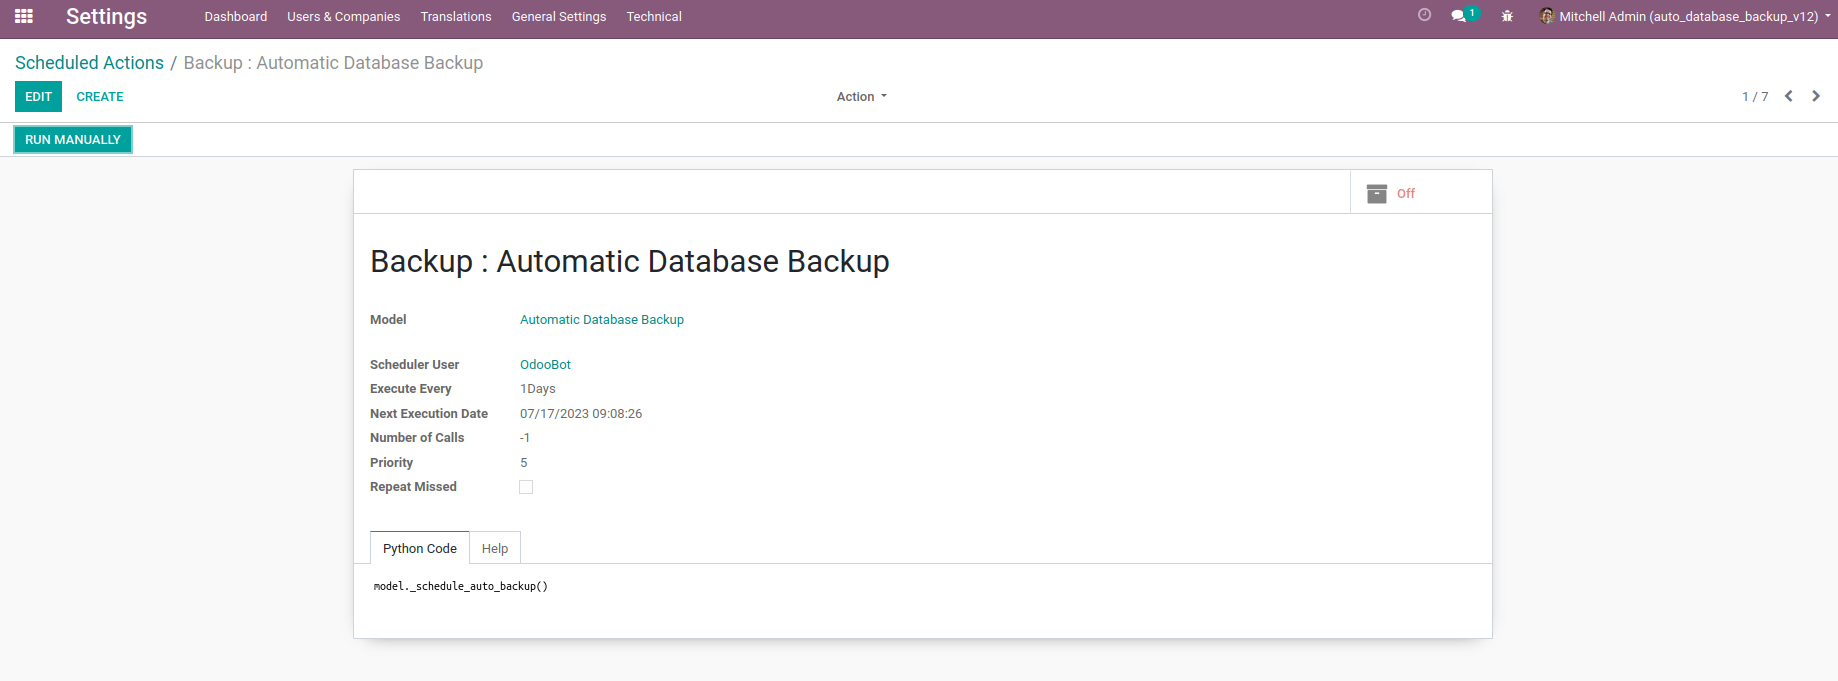 Settings Dashboard Users & Companies Translations General Settings Technical 1 Mitchell Admin (auto_database_backup_v12)
Scheduled Actions / Backup : Automatic Database Backup
EDIT CREATE Action 1 / 7
RUN MANUALLY
Off
Backup : Automatic Database Backup
Model Automatic Database Backup
Scheduler User OdooBot
Execute Every 1Days
Next Execution Date 07/17/2023 09:08:26
Number of Calls -1
Priority 5
Repeat Missed
Python Code Help
model._schedule_auto_backup()